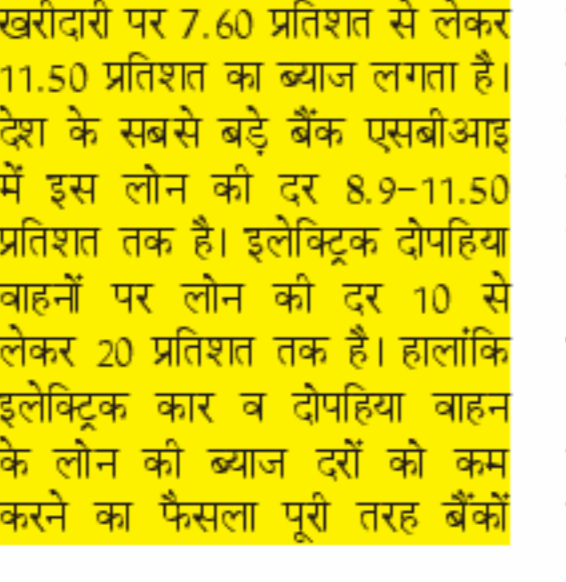 खरीदारी पर 7.60 प्रतिशत से लेकर
11.50 प्रतिशत का ब्याज लगता है।
देश के सबसे बड़े बैंक एसबीआइ
में इस लोन की दर 8.9-11.50
प्रतिशत तक है। इलेक्ट्रिक दोपहिया
वाहनों पर लोन की दर 10 से
लेकर 20 प्रतिशत तक है। हालांकि
इलेक्ट्रिक कार व दोपहिया वाहन
के लोन की ब्याज दरों को कम
करने का फैसला पूरी तरह बैंकों